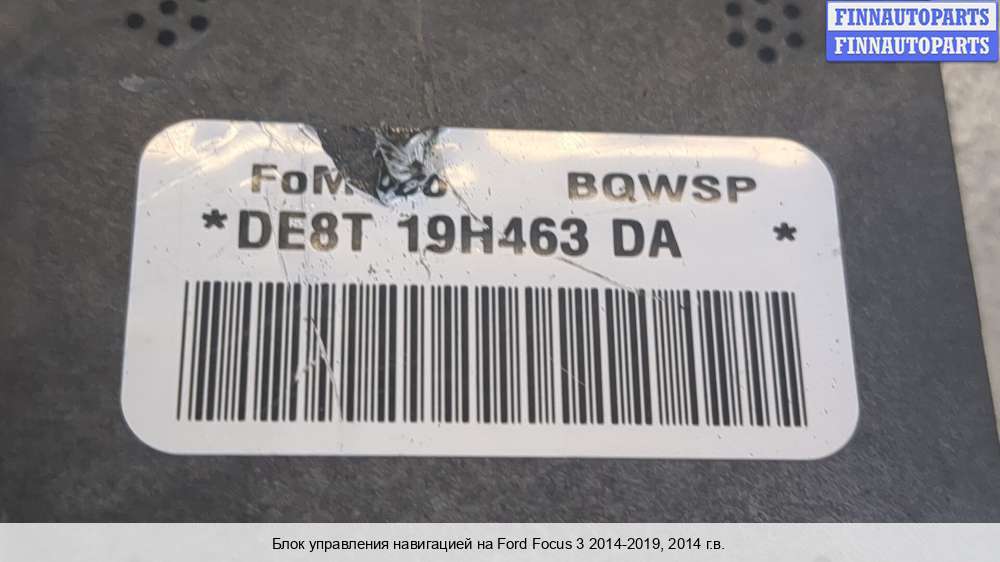 FINNAUTOPARTS
FINNAUTOPARTS
BQWSP
*DE8T 19H463 DA *
Блок управления навигацией на Ford Focus 3 2014-2019, 2014 г.в.